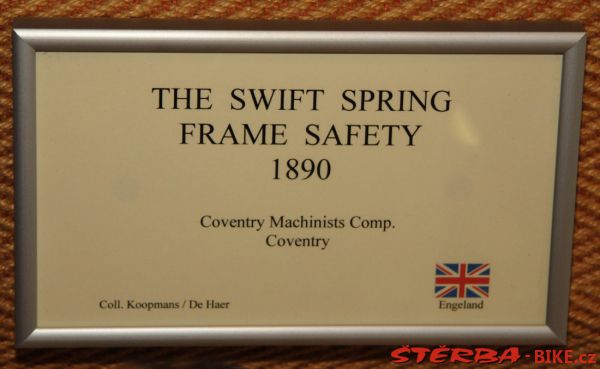 THE SWIFT SPRING
FRAME SAFETY
1890
Coventry Machinists Comp.
Coventry
Coll. Koopmans / De Haer
Engeland
ŠTĚRBA-BIKE.cz